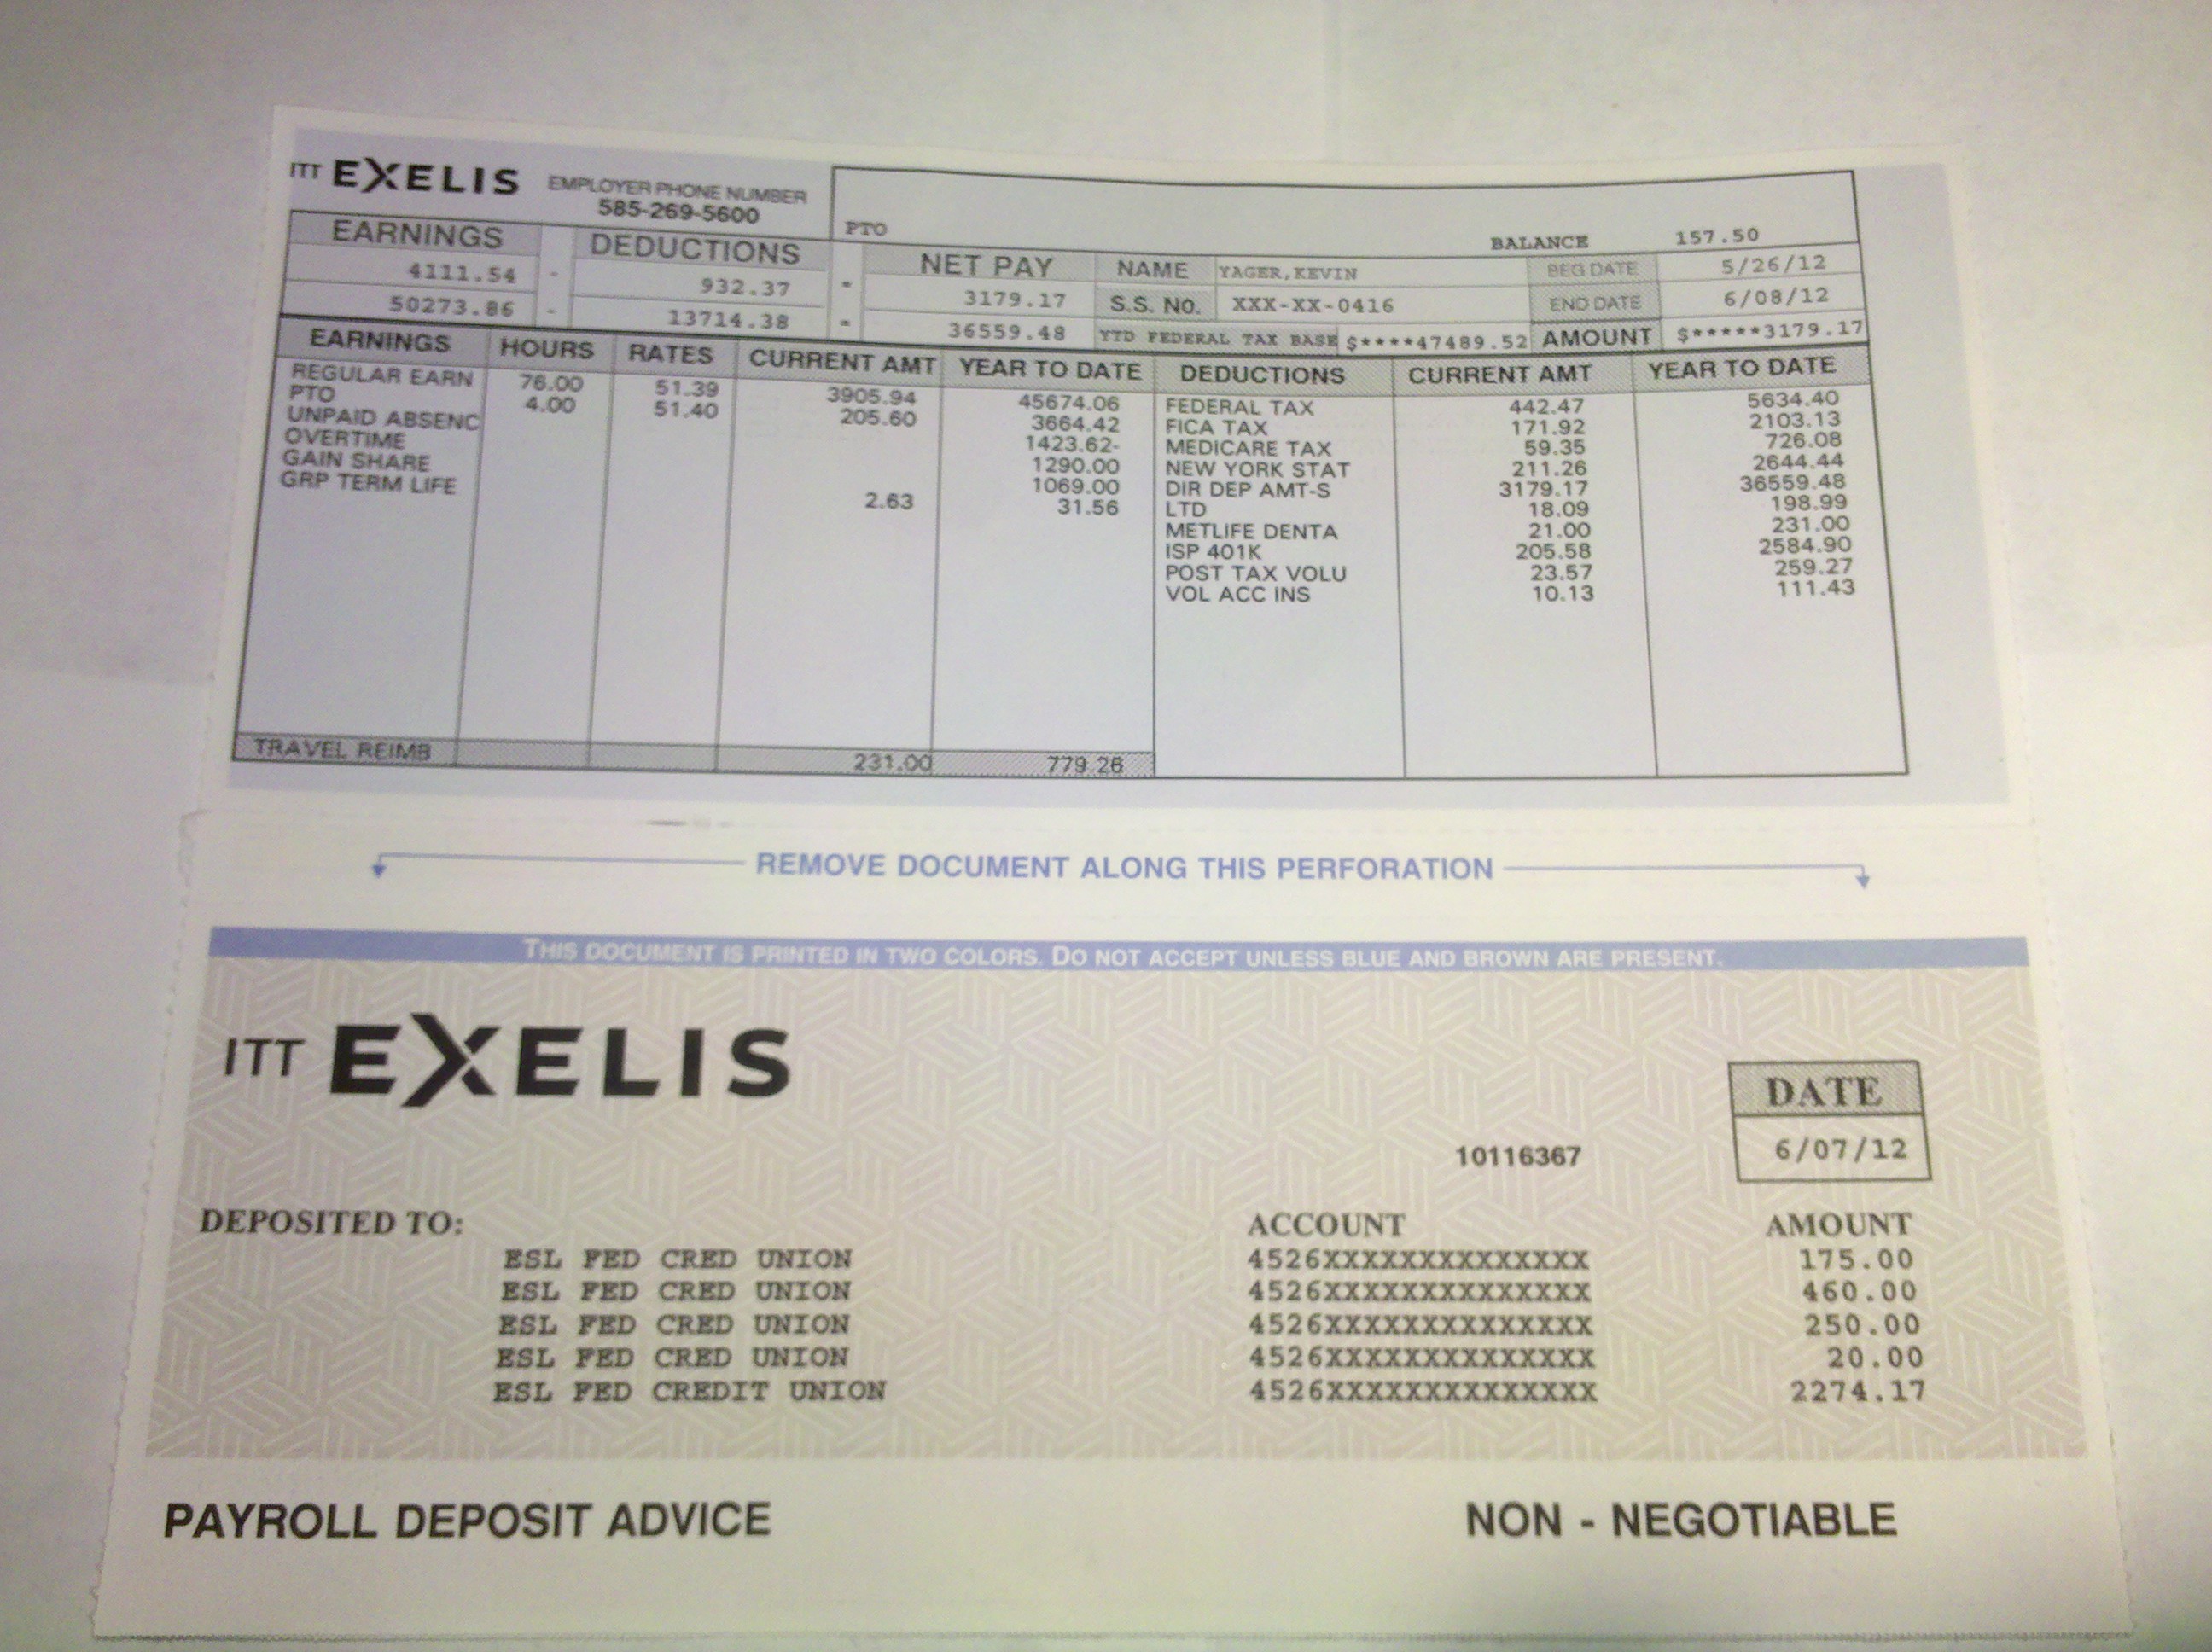 ITT EXELIS EMPLOYER PHONE NUMBER
585-269-5600
PTO BALANCE 157.50
EARNINGS DEDUCTIONS NET PAY NAME YAGER,KEVIN BEG DATE 5/26/12
4111.54 - 932.37 = 3179.17 S.S. NO. XXX-XX-0416 END DATE 6/08/12
50273.86 - 13714.38 = 36559.48 YTD FEDERAL TAX BASE $****47489.52 AMOUNT $*****3179.17
EARNINGS HOURS RATES CURRENT AMT YEAR TO DATE DEDUCTIONS CURRENT AMT YEAR TO DATE
REGULAR EARN 76.00 51.39 3905.94 45674.06 FEDERAL TAX 442.47 5634.40
PTO 4.00 51.40 205.60 3664.42 FICA TAX 171.92 2103.13
UNPAID ABSENC 1423.62- MEDICARE TAX 59.35 726.08
OVERTIME 1290.00 NEW YORK STAT 211.26 2644.44
GAIN SHARE 1069.00 DIR DEP AMT-S 3179.17 36559.48
GRP TERM LIFE 2.63 31.56 LTD 18.09 198.99
METLIFE DENTA 21.00 231.00
ISP 401K 205.58 2584.90
POST TAX VOLU 23.57 259.27
VOL ACC INS 10.13 111.43
TRAVEL REIMB 231.00 779.26
REMOVE DOCUMENT ALONG THIS PERFORATION
THIS DOCUMENT IS PRINTED IN TWO COLORS. DO NOT ACCEPT UNLESS BLUE AND BROWN ARE PRESENT.
ITT EXELIS
DATE
10116367 6/07/12
DEPOSITED TO: ACCOUNT AMOUNT
ESL FED CRED UNION 4526XXXXXXXXXXXXXX 175.00
ESL FED CRED UNION 4526XXXXXXXXXXXXXX 460.00
ESL FED CRED UNION 4526XXXXXXXXXXXXXX 250.00
ESL FED CRED UNION 4526XXXXXXXXXXXXXX 20.00
ESL FED CREDIT UNION 4526XXXXXXXXXXXXXX 2274.17
PAYROLL DEPOSIT ADVICE NON - NEGOTIABLE